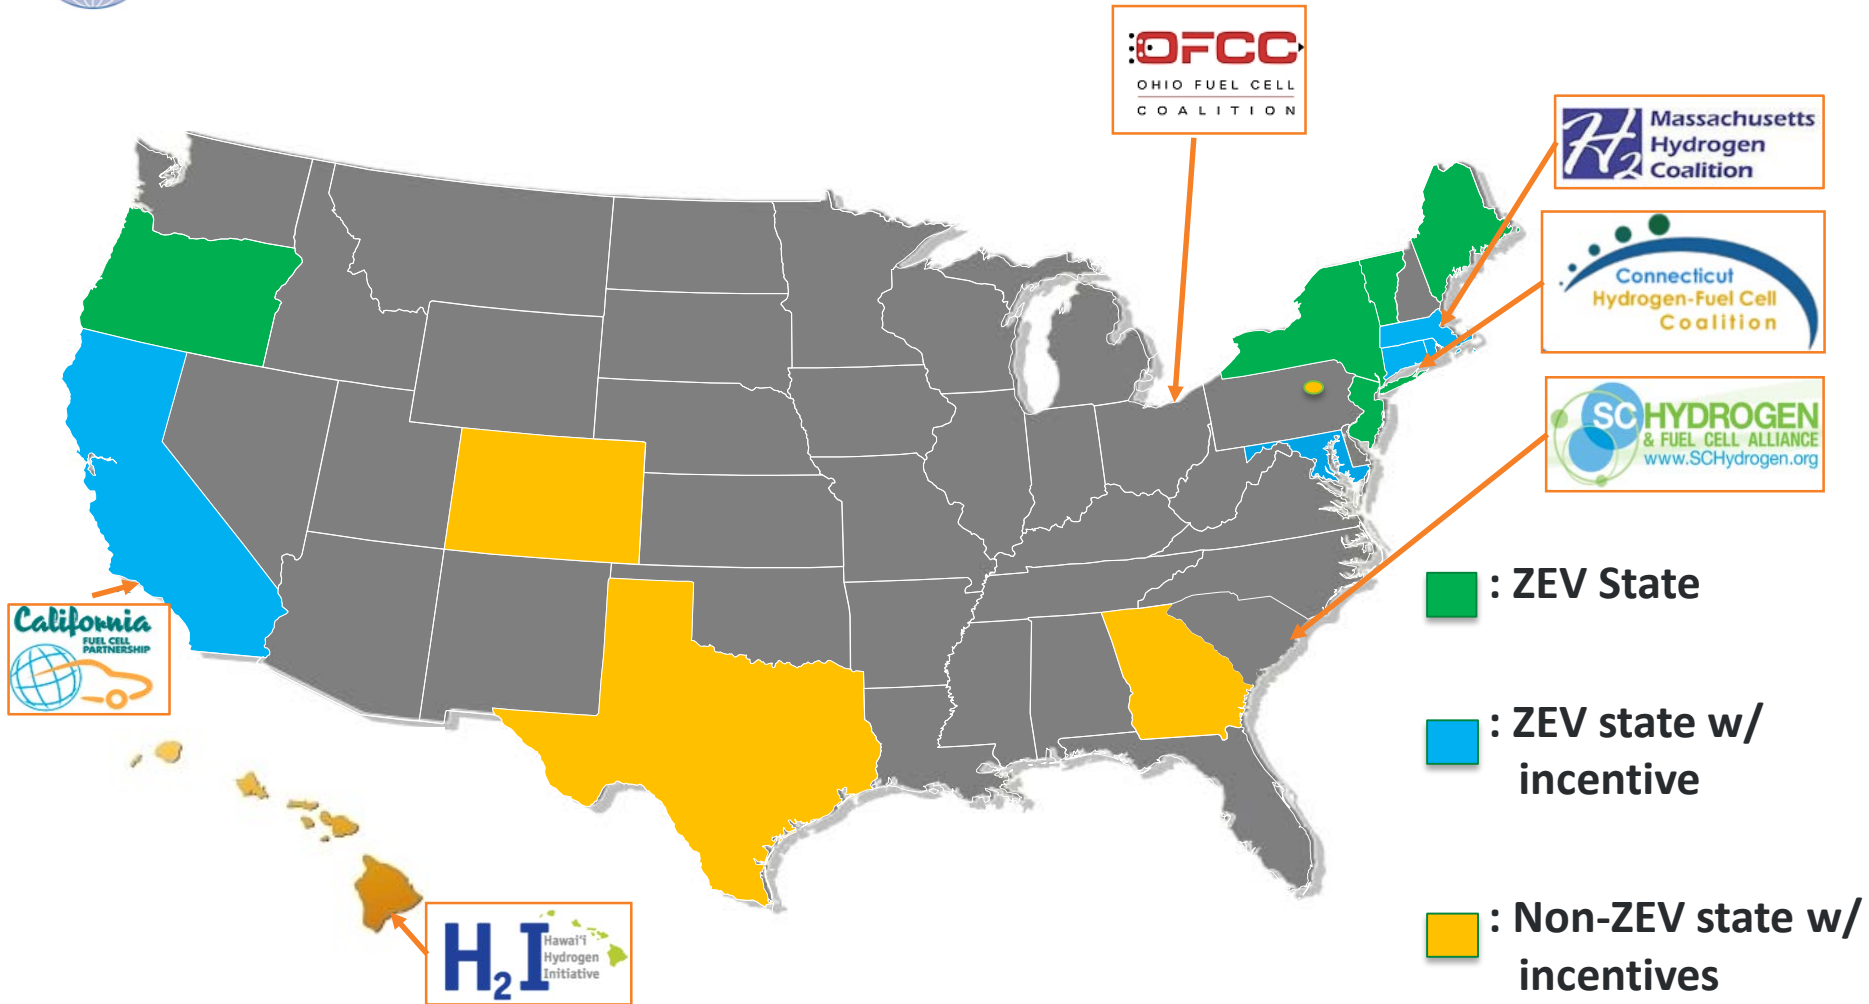 OFCC
OHIO FUEL CELL
COALITION
H2
Massachusetts
Hydrogen
Coalition
Connecticut
Hydrogen-Fuel Cell
Coalition
SC HYDROGEN
& FUEL CELL ALLIANCE
www.SCHydrogen.org
: ZEV State
: ZEV state w/
incentive
: Non-ZEV state w/
incentives
California
FUEL CELL
PARTNERSHIP
H2I
Hawai'i
Hydrogen
Initiative